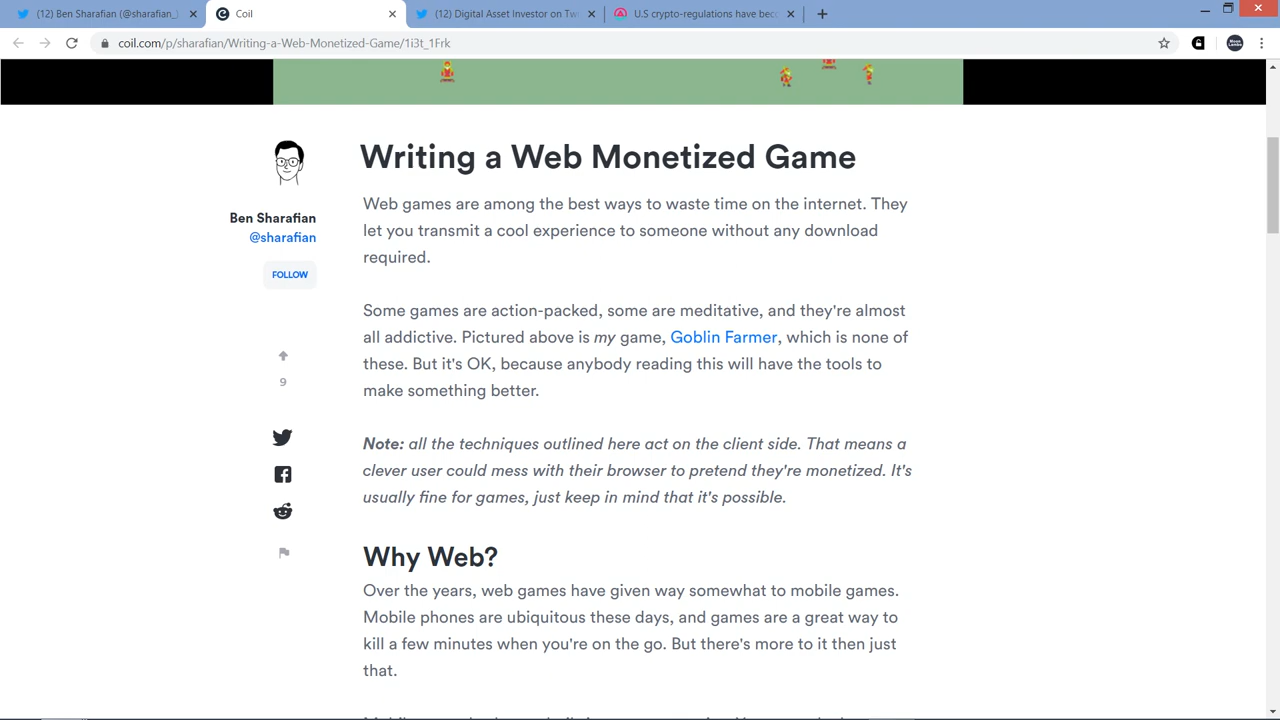 (12) Ben Sharafian (@sharafian_)
Coil
(12) Digital Asset Investor on Tw
U.S crypto-regulations have beco
coil.com/p/sharafian/Writing-a-Web-Monetized-Game/1i3t_1Frk
Writing a Web Monetized Game
Ben Sharafian
@sharafian
FOLLOW
9
Web games are among the best ways to waste time on the internet. They
let you transmit a cool experience to someone without any download
required.
Some games are action-packed, some are meditative, and they're almost
all addictive. Pictured above is my game, Goblin Farmer, which is none of
these. But it's OK, because anybody reading this will have the tools to
make something better.
Note: all the techniques outlined here act on the client side. That means a
clever user could mess with their browser to pretend they're monetized. It's
usually fine for games, just keep in mind that it's possible.
Why Web?
Over the years, web games have given way somewhat to mobile games.
Mobile phones are ubiquitous these days, and games are a great way to
kill a few minutes when you're on the go. But there's more to it then just
that.